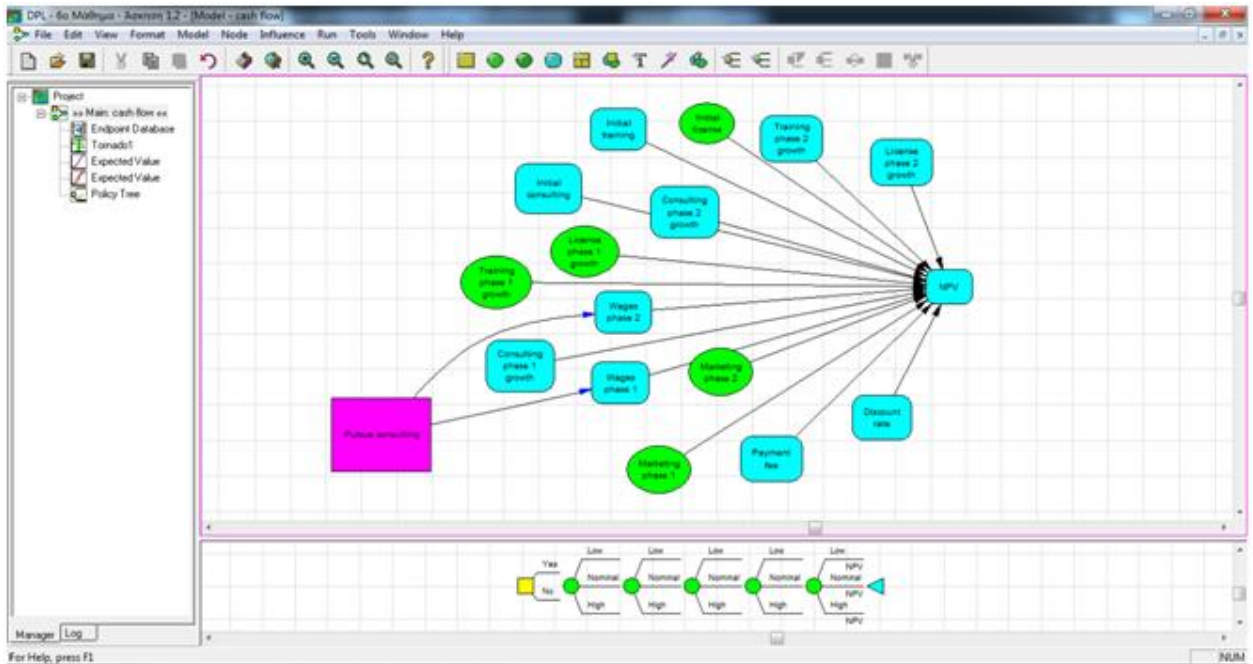 DPL - 6ο Μάθημα - Άσκηση 1.2 - [Model - cash flow]
File Edit View Format Model Node Influence Run Tools Window Help
Project
»» Main: cash flow ««
Endpoint Database
Tornado1
Expected Value
Expected Value
Policy Tree
Initial
training
Initial
license
Training
phase 2
growth
License
phase 2
growth
Initial
consulting
Consulting
phase 2
growth
License
phase 1
growth
Training
phase 1
growth
NPV
Wages
phase 2
Consulting
phase 1
growth
Wages
phase 1
Marketing
phase 2
Discount
rate
Pursue consulting
Marketing
phase 1
Payment
fee
Low Low Low Low Low
Yes NPV
Nominal Nominal Nominal Nominal Nominal
No NPV
High High High High High
NPV
Manager Log
For Help, press F1 NUM